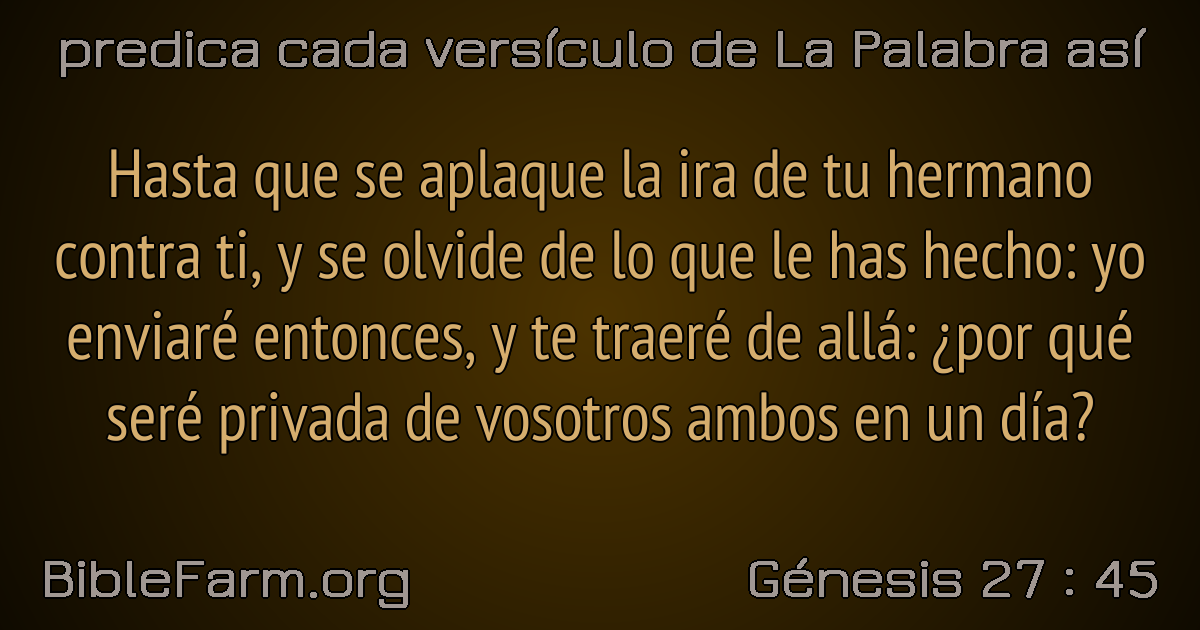 predica cada versículo de La Palabra así
Hasta que se aplaque la ira de tu hermano
contra ti, y se olvide de lo que le has hecho: yo
enviaré entonces, y te traeré de allá: ¿por qué
seré privada de vosotros ambos en un día?
BibleFarm.org
Génesis 27 : 45